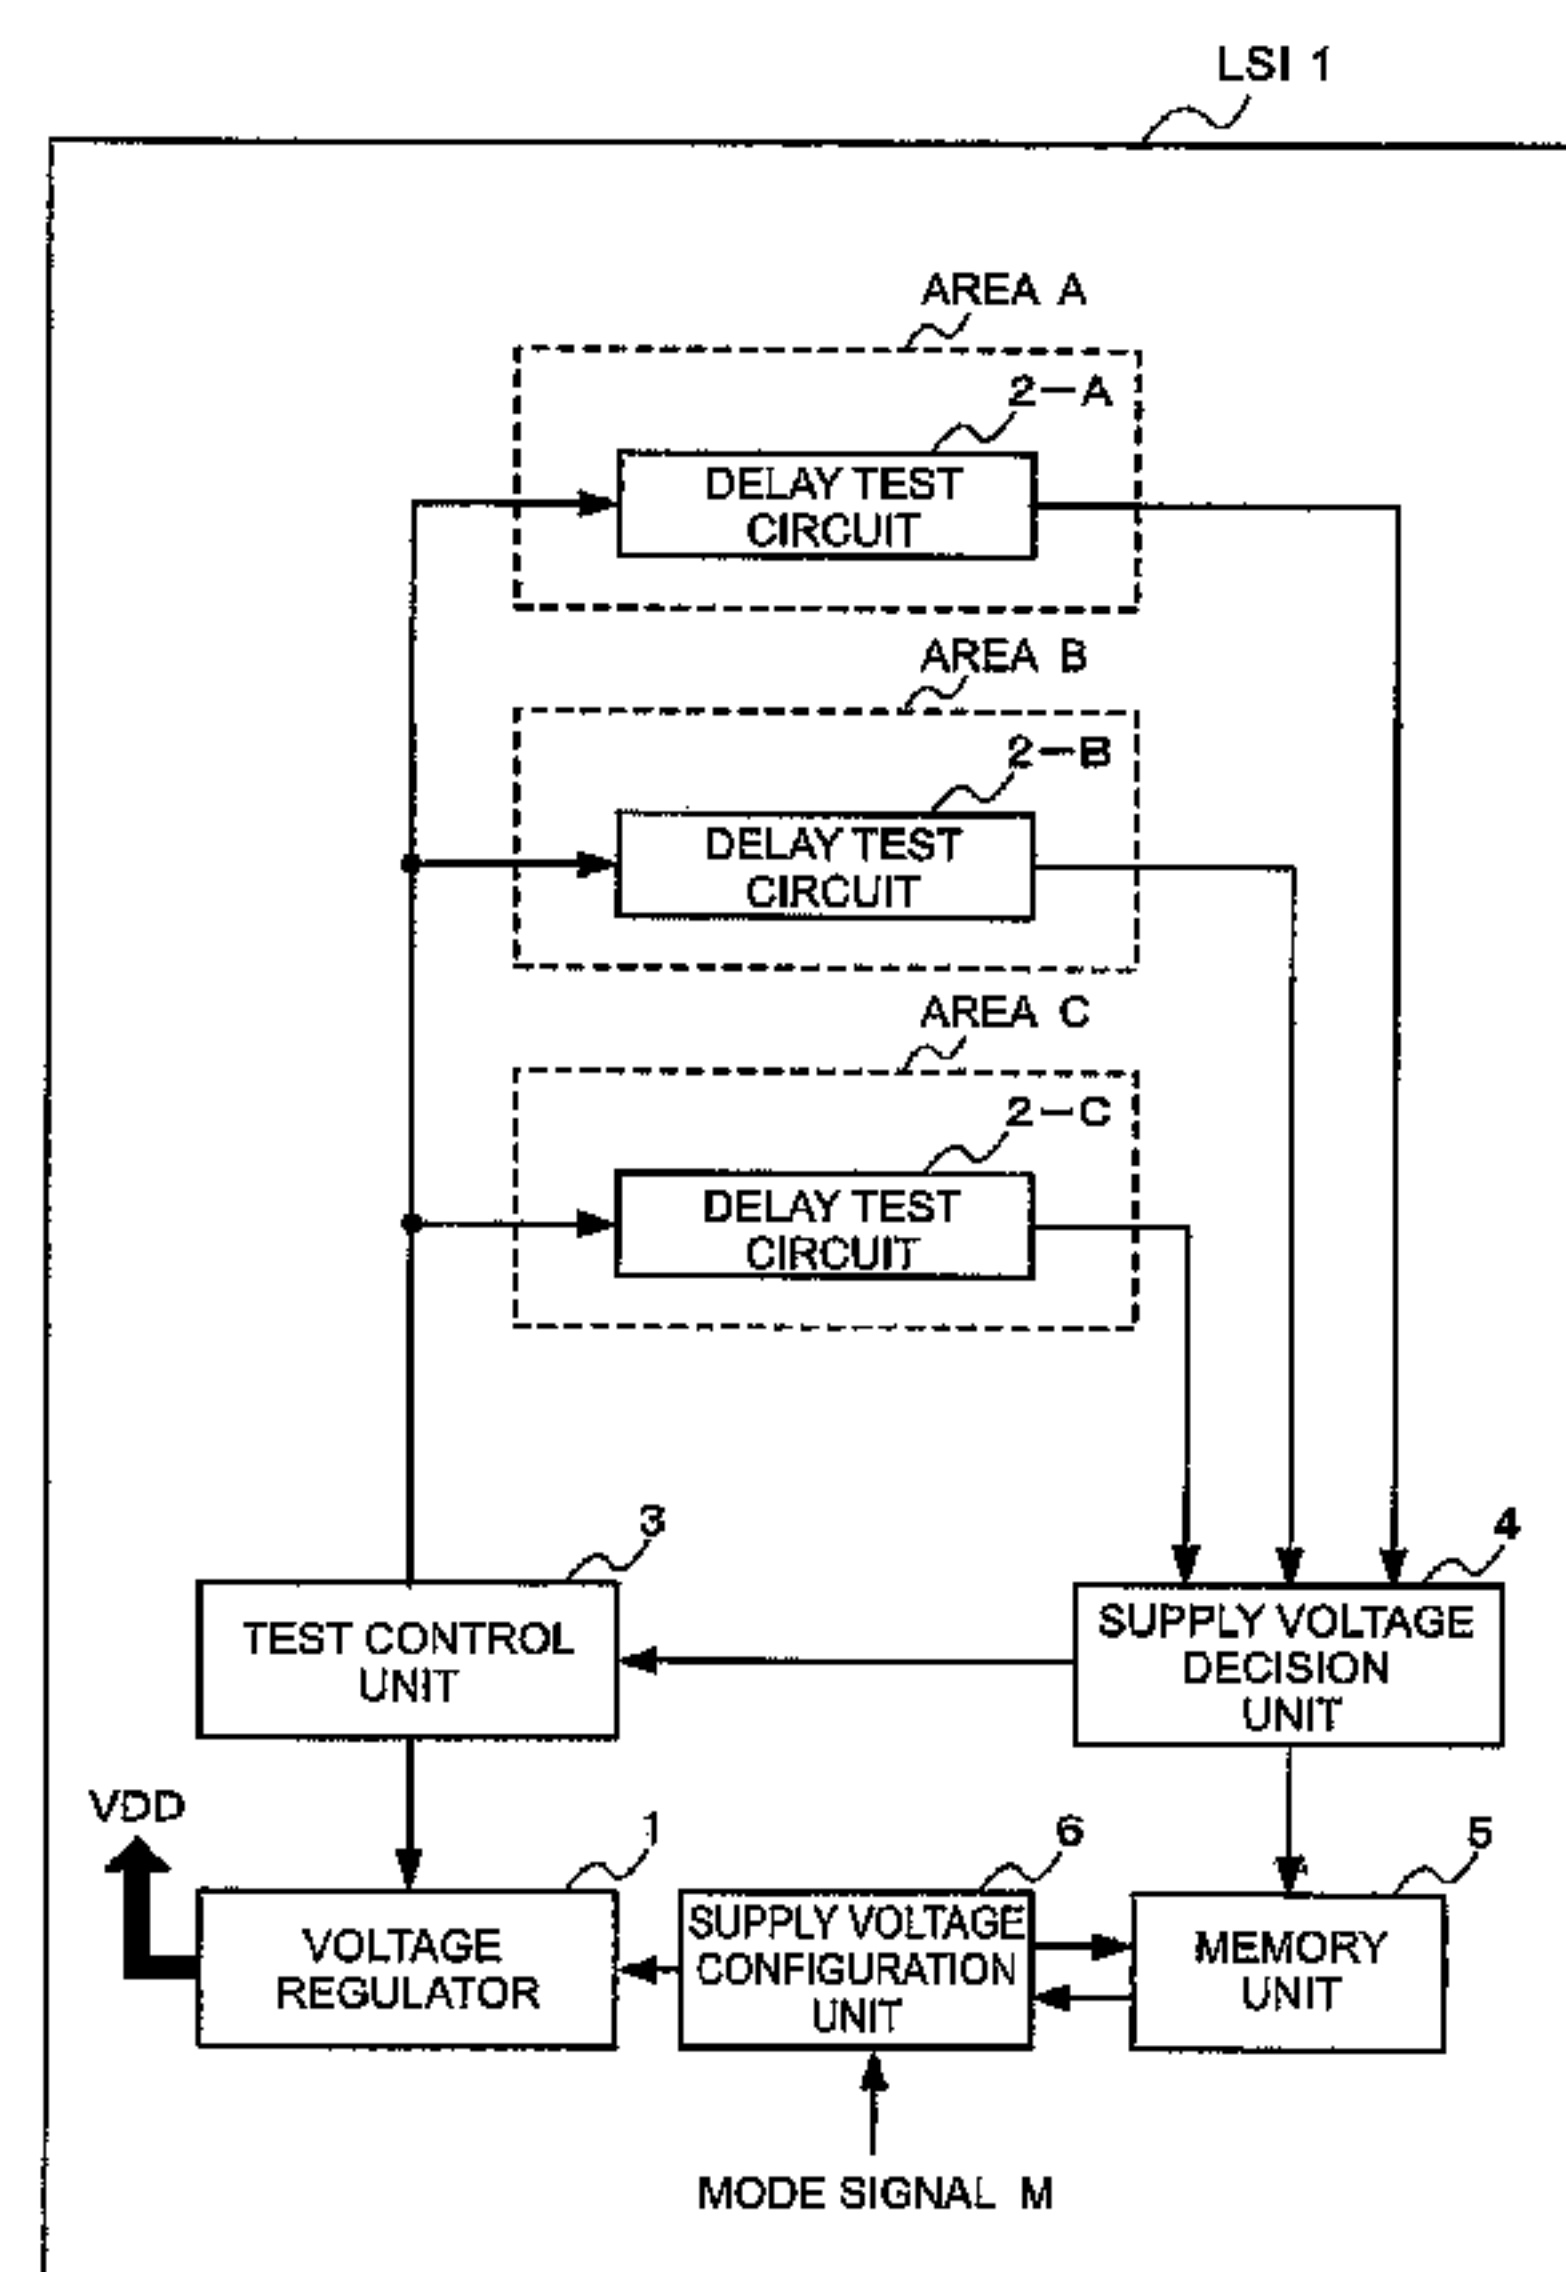 LSI 1
AREA A
2-A
DELAY TEST
CIRCUIT
AREA B
2-B
DELAY TEST
CIRCUIT
AREA C
2-C
DELAY TEST
CIRCUIT
3
4
TEST CONTROL
UNIT
SUPPLY VOLTAGE
DECISION
UNIT
VDD
1
6
5
VOLTAGE
REGULATOR
SUPPLY VOLTAGE
CONFIGURATION
UNIT
MEMORY
UNIT
MODE SIGNAL M